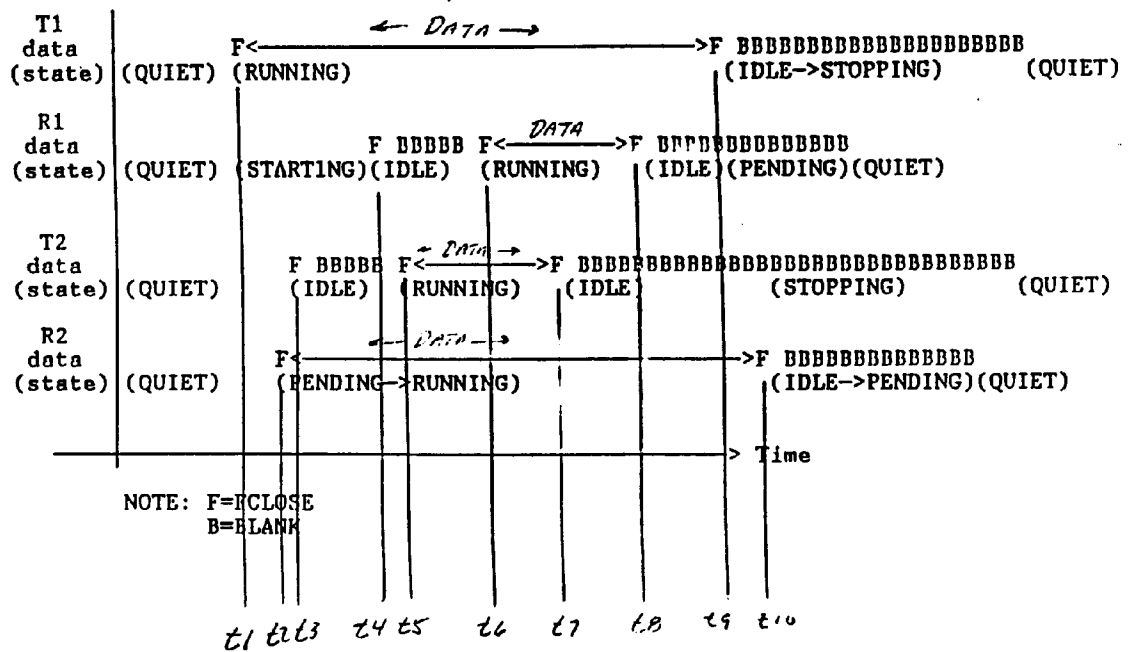 T1
← DATA →
data F<————>F BBBBBBBBBBBBBBBBBBBBB
(state) (QUIET) (RUNNING) (IDLE->STOPPING) (QUIET)
R1
DATA
data F BBBBB F<————>F BBBBBBBBBBBBBB
(state) (QUIET) (STARTING)(IDLE) (RUNNING) (IDLE)(PENDING)(QUIET)
T2
← DATA →
data F BBBBB F<————>F BBBBBBBBBBBBBBBBBBBBBBBBBBBBBBB
(state) (QUIET) (IDLE) (RUNNING) (IDLE) (STOPPING) (QUIET)
R2
← DATA →
data F<————>F BBBBBBBBBBBBBB
(state) (QUIET) (PENDING->RUNNING) (IDLE->PENDING)(QUIET)
> Time
NOTE: F=FCLOSE
B=BLANK
t1 t2 t3 t4 t5 t6 t7 t8 t9 t10